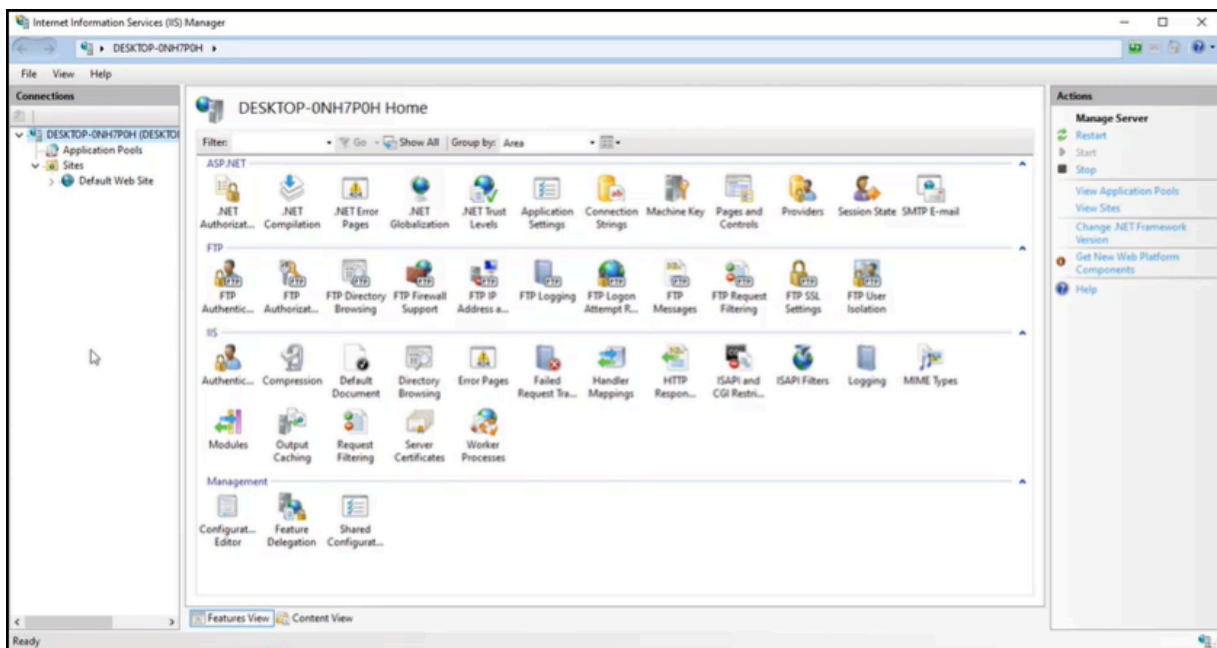 Internet Information Services (IIS) Manager
DESKTOP-0NH7P0H
File View Help
Connections
DESKTOP-0NH7P0H (DESKTOI
Application Pools
Sites
Default Web Site
DESKTOP-0NH7P0H Home
Filter: Go Show All Group by: Area
ASP.NET
.NET Authorizat...
.NET Compilation
.NET Error Pages
.NET Globalization
.NET Trust Levels
Application Settings
Connection Strings
Machine Key
Pages and Controls
Providers
Session State
SMTP E-mail
FTP
FTP Authentic...
FTP Authorizat...
FTP Directory Browsing
FTP Firewall Support
FTP IP Address a...
FTP Logging
FTP Logon Attempt R...
FTP Messages
FTP Request Filtering
FTP SSL Settings
FTP User Isolation
IIS
Authentic...
Compression
Default Document
Directory Browsing
Error Pages
Failed Request Tra...
Handler Mappings
HTTP Respon...
ISAPI and CGI Restri...
ISAPI Filters
Logging
MIME Types
Modules
Output Caching
Request Filtering
Server Certificates
Worker Processes
Management
Configurat... Editor
Feature Delegation
Shared Configurat...
Features View Content View
Actions
Manage Server
Restart
Start
Stop
View Application Pools
View Sites
Change .NET Framework
Version
Get New Web Platform
Components
Help
Ready